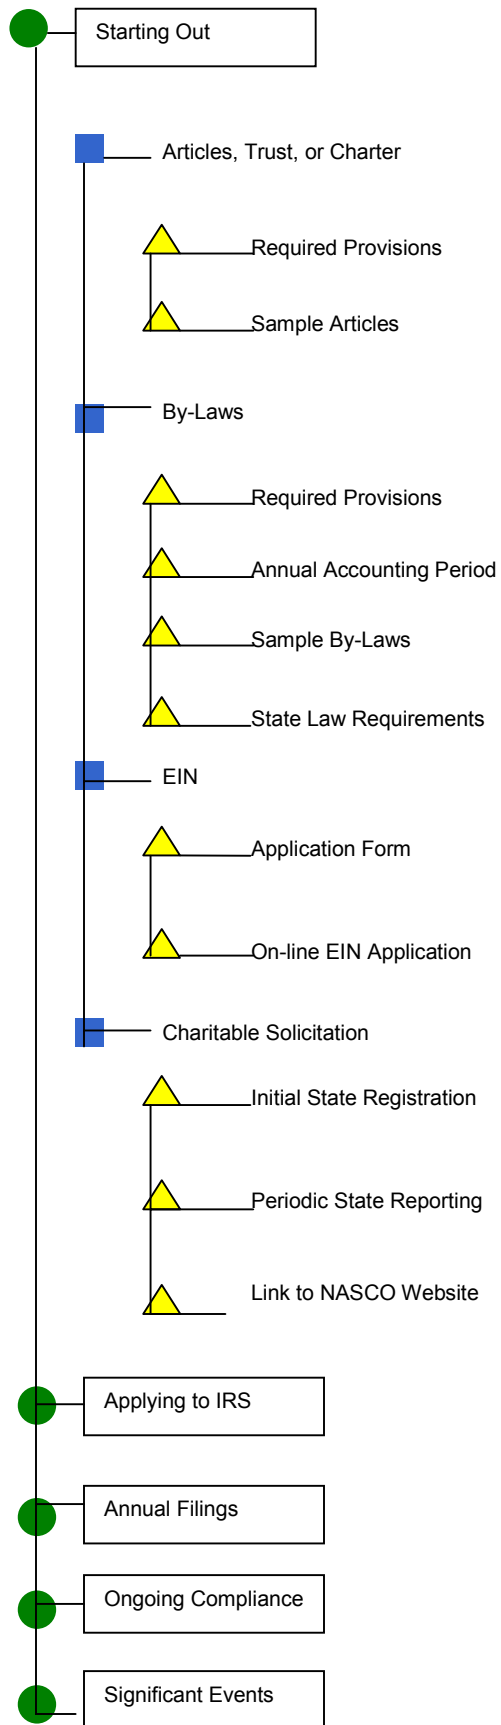 Starting Out
Articles, Trust, or Charter
Required Provisions
Sample Articles
By-Laws
Required Provisions
Annual Accounting Period
Sample By-Laws
State Law Requirements
EIN
Application Form
On-line EIN Application
Charitable Solicitation
Initial State Registration
Periodic State Reporting
Link to NASCO Website
Applying to IRS
Annual Filings
Ongoing Compliance
Significant Events